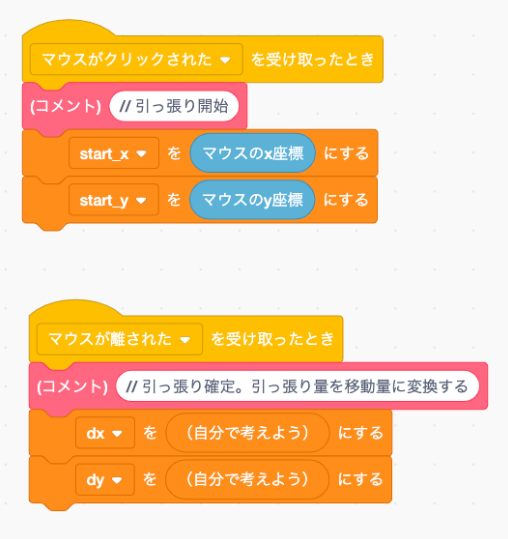 マウスがクリックされた を受け取ったとき
(コメント) // 引っ張り開始
start_x を マウスのx座標 にする
start_y を マウスのy座標 にする
マウスが離された を受け取ったとき
(コメント) // 引っ張り確定。引っ張り量を移動量に変換する
dx を （自分で考えよう） にする
dy を （自分で考えよう） にする